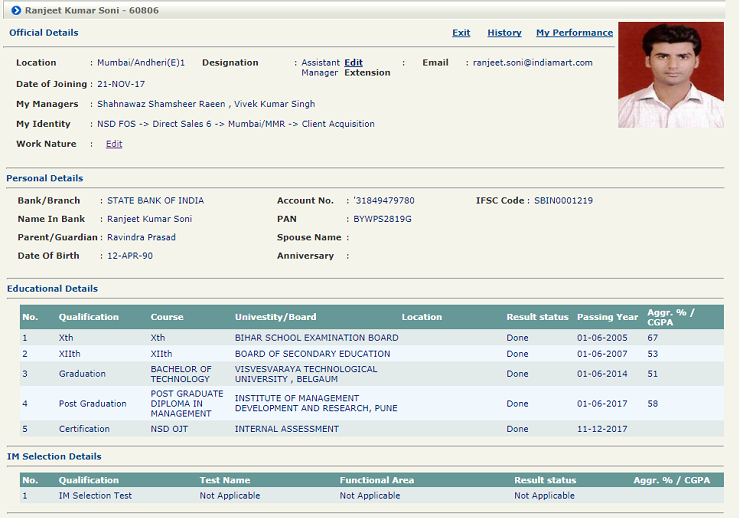 Ranjeet Kumar Soni - 60806
Official Details Exit History My Performance
Location : Mumbai/Andheri(E)1 Designation : Assistant Manager Edit Extension : Email : ranjeet.soni@indiamart.com
Date of Joining : 21-NOV-17
My Managers : Shahnawaz Shamsheer Raeen , Vivek Kumar Singh
My Identity : NSD FOS -> Direct Sales 6 -> Mumbai/MMR -> Client Acquisition
Work Nature : Edit
Personal Details
Bank/Branch : STATE BANK OF INDIA Account No. : '31849479780 IFSC Code : SBIN0001219
Name In Bank : Ranjeet Kumar Soni PAN : BYWPS2819G
Parent/Guardian : Ravindra Prasad Spouse Name :
Date Of Birth : 12-APR-90 Anniversary :
Educational Details
No. Qualification Course Univestity/Board Location Result status Passing Year Aggr. % / CGPA
1 Xth Xth BIHAR SCHOOL EXAMINATION BOARD Done 01-06-2005 67
2 XIIth XIIth BOARD OF SECONDARY EDUCATION Done 01-06-2007 53
3 Graduation BACHELOR OF TECHNOLOGY VISVESVARAYA TECHNOLOGICAL UNIVERSITY , BELGAUM Done 01-06-2014 51
4 Post Graduation POST GRADUATE DIPLOMA IN MANAGEMENT INSTITUTE OF MANAGEMENT DEVELOPMENT AND RESEARCH, PUNE Done 01-06-2017 58
5 Certification NSD OJT INTERNAL ASSESSMENT Done 11-12-2017
IM Selection Details
No. Qualification Test Name Functional Area Result status Aggr. % / CGPA
1 IM Selection Test Not Applicable Not Applicable Not Applicable